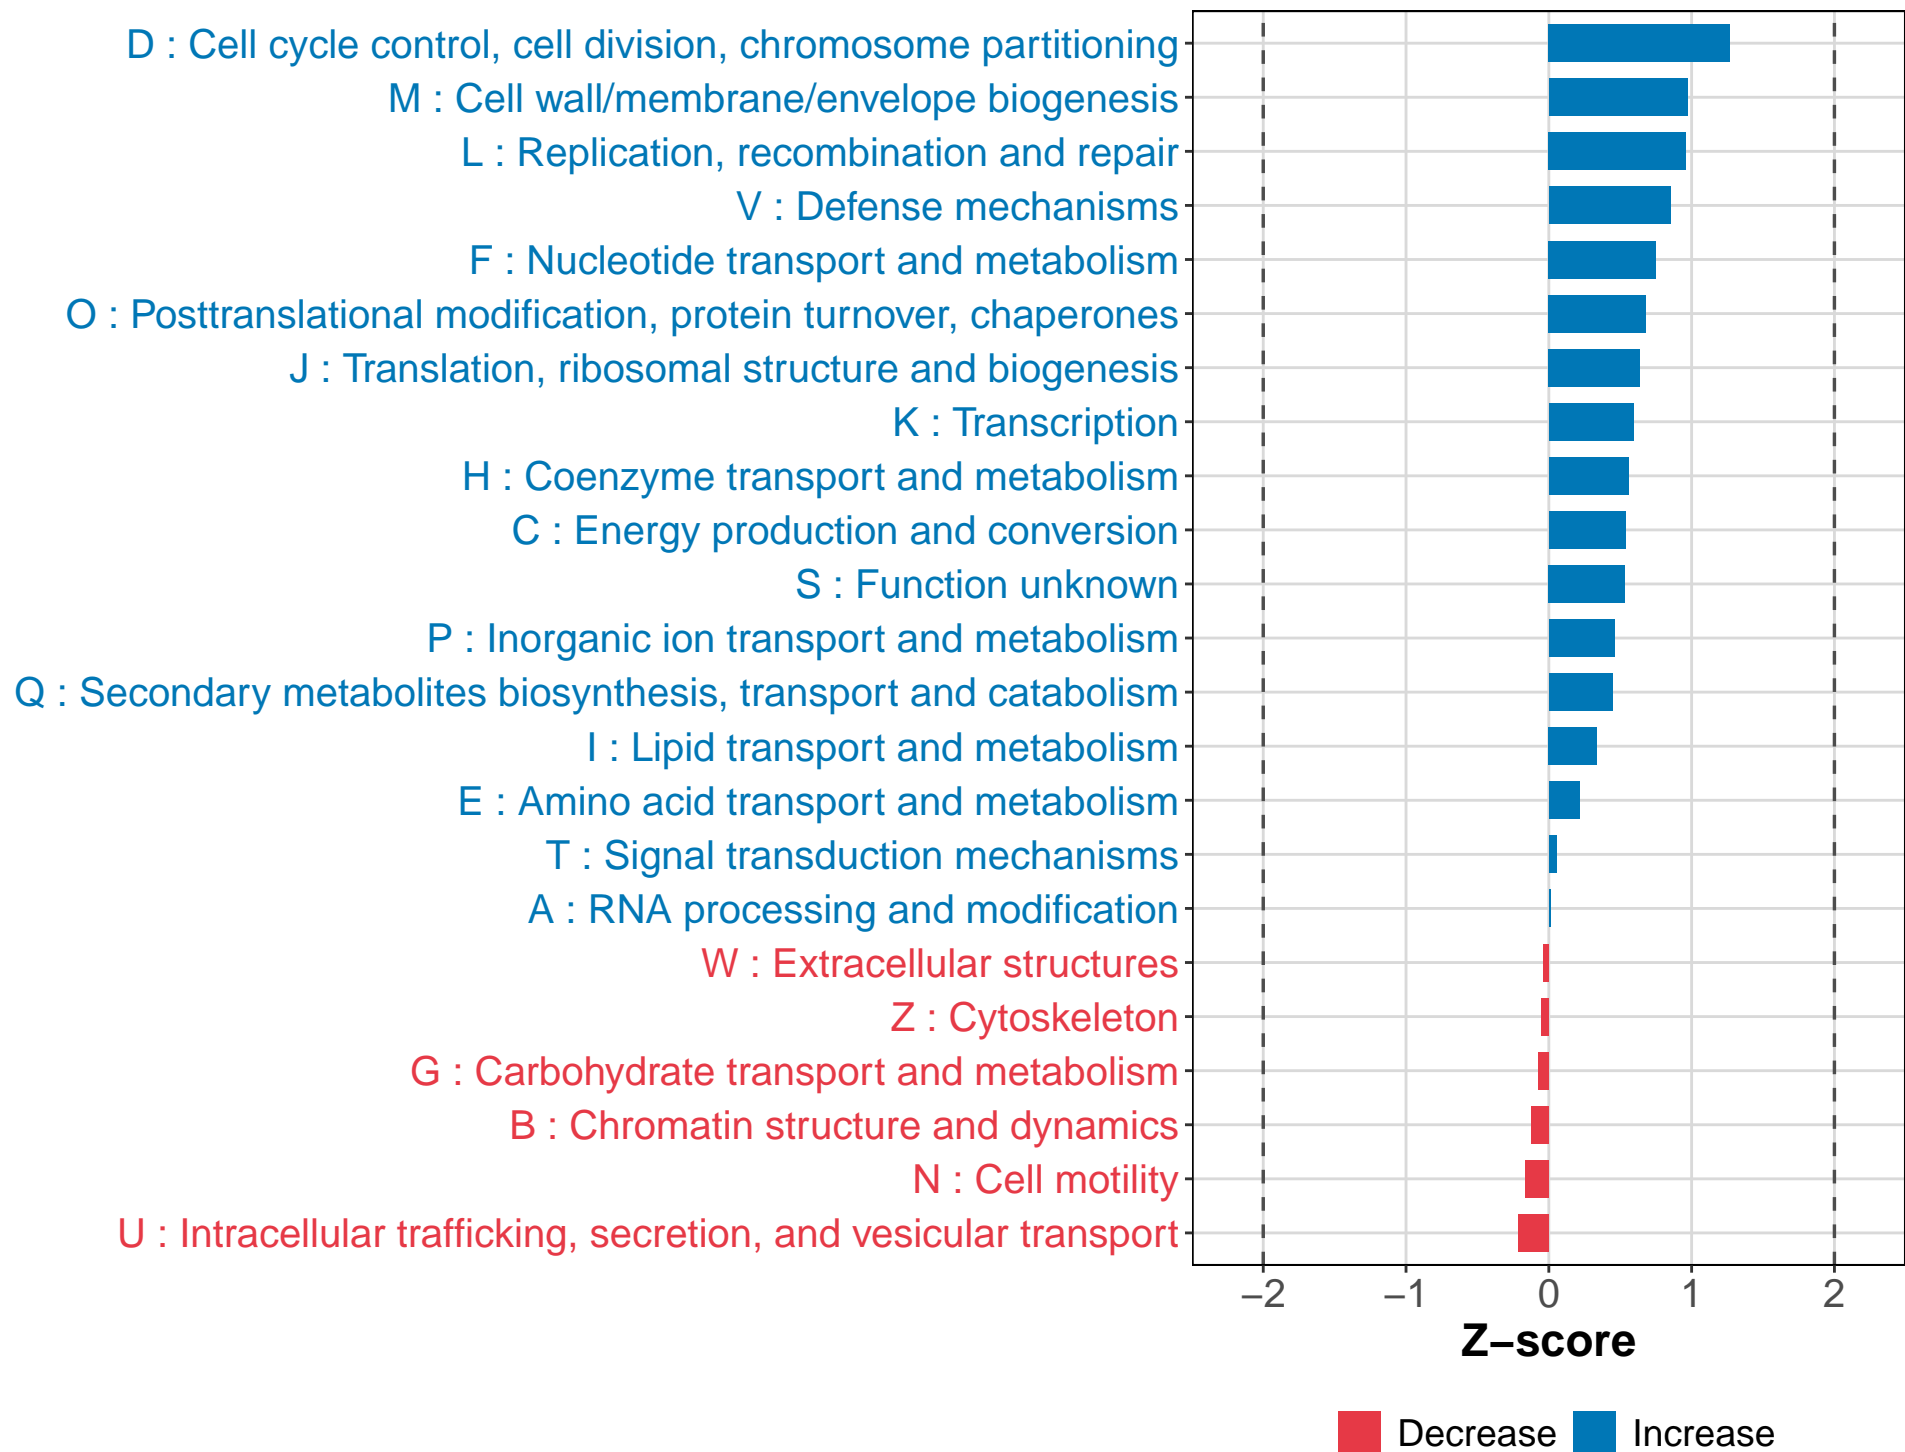 D : Cell cycle control, cell division, chromosome partitioning
M : Cell wall/membrane/envelope biogenesis
L : Replication, recombination and repair
V : Defense mechanisms
F : Nucleotide transport and metabolism
O : Posttranslational modification, protein turnover, chaperones
J : Translation, ribosomal structure and biogenesis
K : Transcription
H : Coenzyme transport and metabolism
C : Energy production and conversion
S : Function unknown
P : Inorganic ion transport and metabolism
Q : Secondary metabolites biosynthesis, transport and catabolism
I : Lipid transport and metabolism
E : Amino acid transport and metabolism
T : Signal transduction mechanisms
A : RNA processing and modification
W : Extracellular structures
Z : Cytoskeleton
G : Carbohydrate transport and metabolism
B : Chromatin structure and dynamics
N : Cell motility
U : Intracellular trafficking, secretion, and vesicular transport
−2 −1 0 1 2
Z−score
Decrease Increase